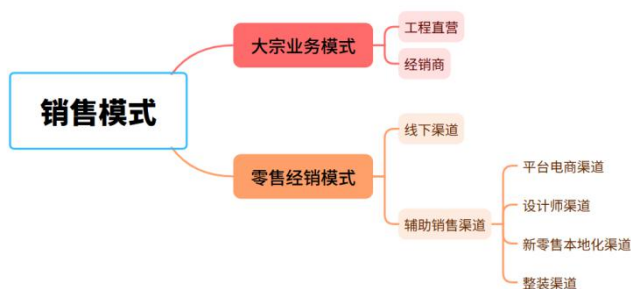 销售模式
大宗业务模式
工程直营
经销商
零售经销模式
线下渠道
辅助销售渠道
平台电商渠道
设计师渠道
新零售本地化渠道
整装渠道